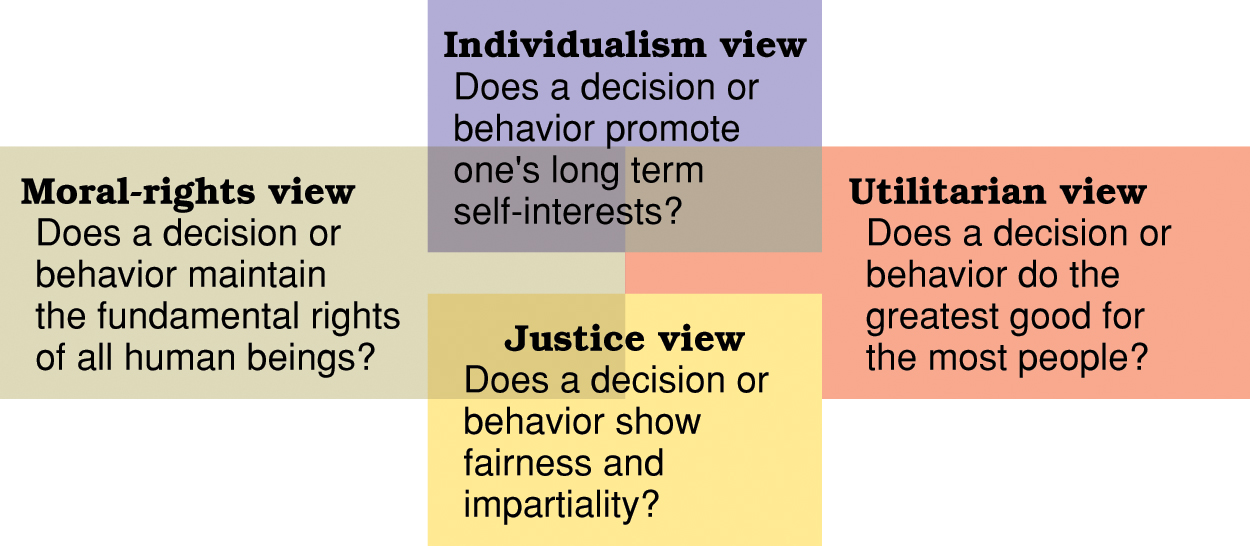 Individualism view
Does a decision or
behavior promote
one's long term
self-interests?
Moral-rights view
Does a decision or
behavior maintain
the fundamental rights
of all human beings?
Utilitarian view
Does a decision or
behavior do the
greatest good for
the most people?
Justice view
Does a decision or
behavior show
fairness and
impartiality?